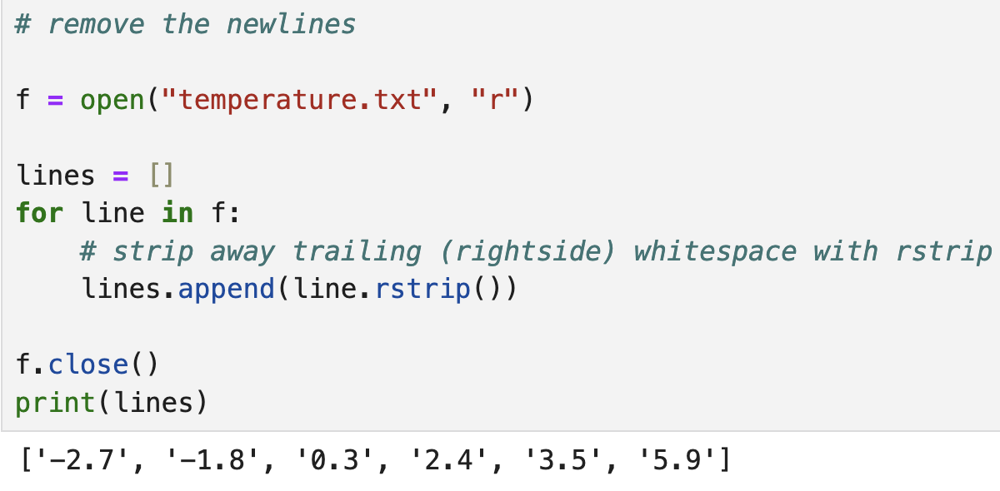 # remove the newlines
f = open("temperature.txt", "r")
lines = []
for line in f:
    # strip away trailing (rightside) whitespace with rstrip
    lines.append(line.rstrip())
f.close()
print(lines)
['-2.7', '-1.8', '0.3', '2.4', '3.5', '5.9']